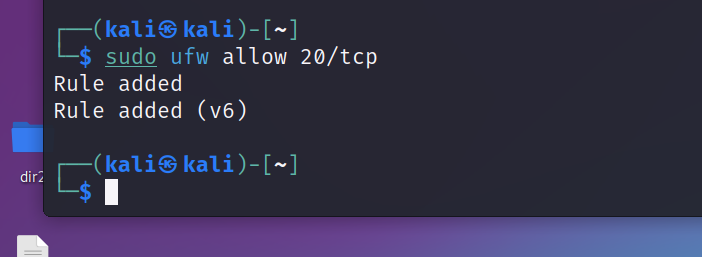 ┌──(kali㉿kali)-[~]
└─$ sudo ufw allow 20/tcp
Rule added
Rule added (v6)
┌──(kali㉿kali)-[~]
└─$
dir2